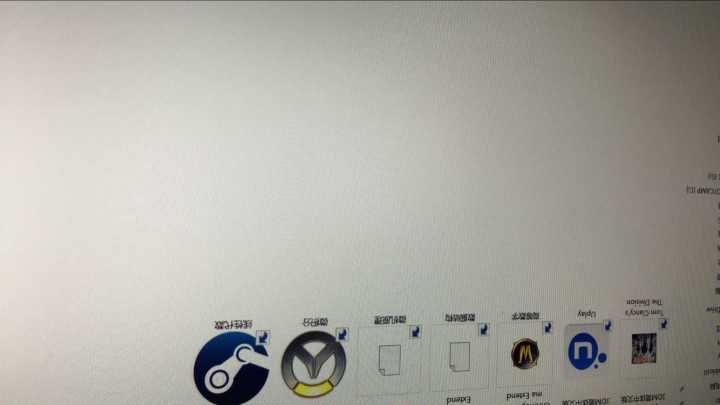 3DM简体中文版
3DM简体中文版
ma Extend
Extend
Tom Clancy's
The Division
Uplay
高等数学
数据结构
微机原理
微积分
线性代数
Drive
OTCAMP (C:)